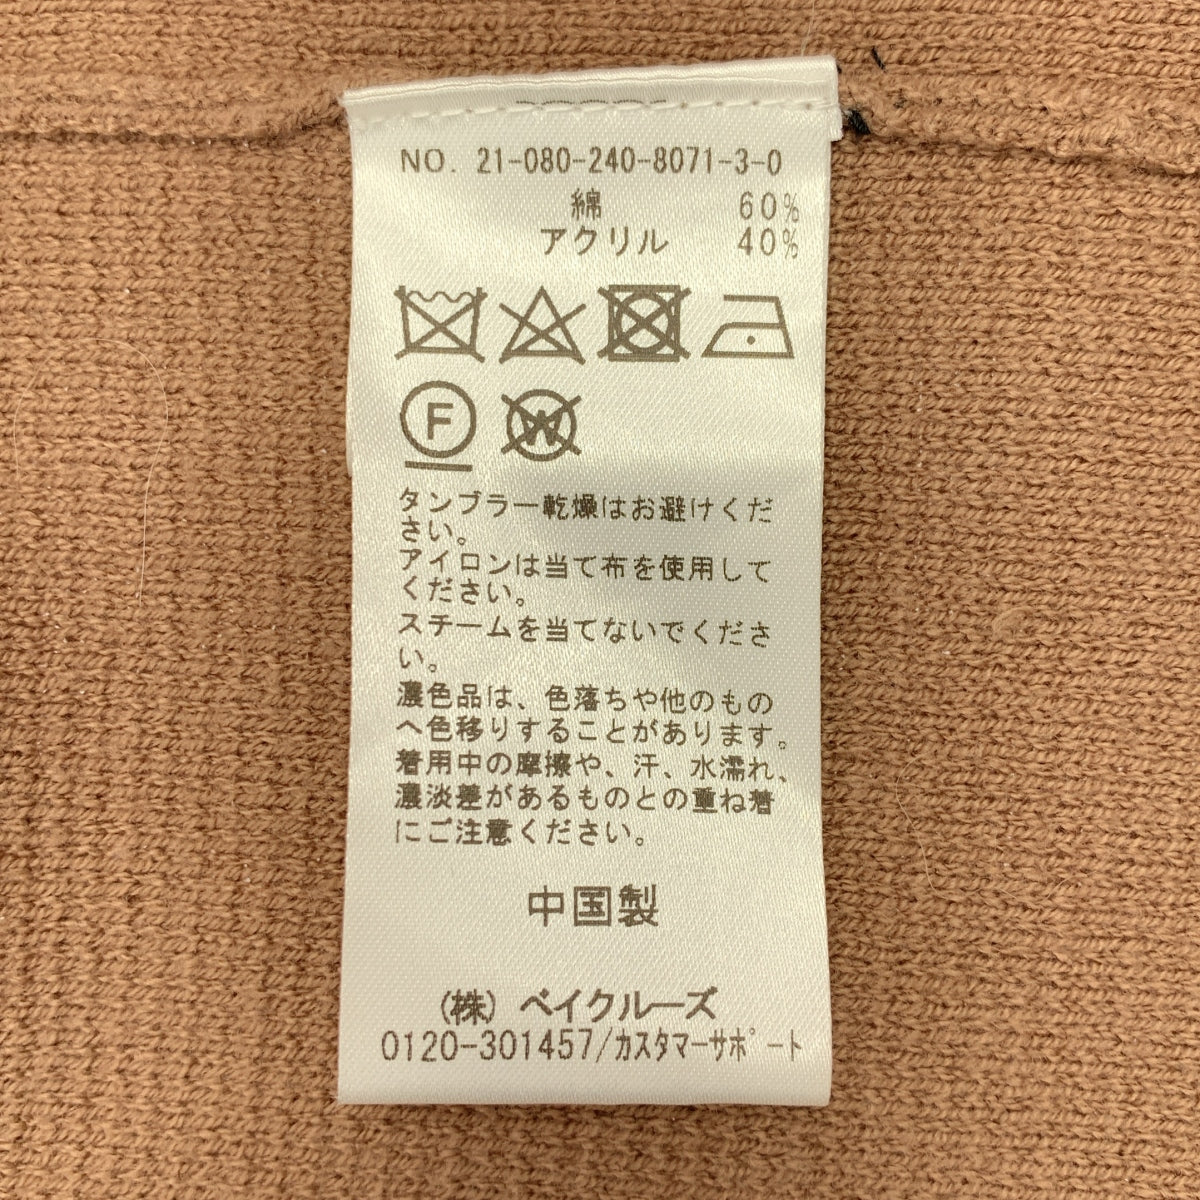 NO. 21-080-240-8071-3-0
綿 60%
アクリル 40%
F
W
タンブラー乾燥はお避けくだ
さい。
アイロンは当て布を使用して
ください。
スチームを当てないでくださ
い。
濃色品は、色落ちや他のもの
へ色移りすることがあります。
着用中の摩擦や、汗、水濡れ、
濃淡差があるものとの重ね着
にご注意ください。
中国製
(株) ベイクルーズ
0120-301457/カスタマーサポート